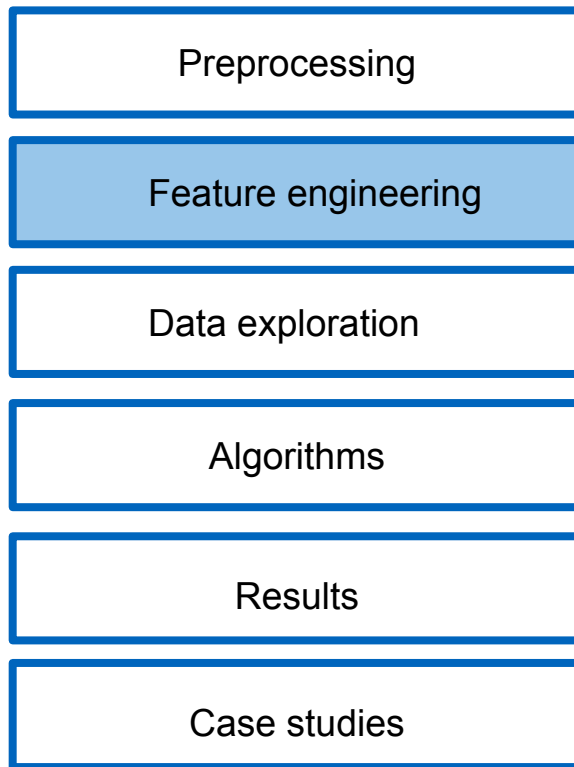 Preprocessing
Feature engineering
Data exploration
Algorithms
Results
Case studies